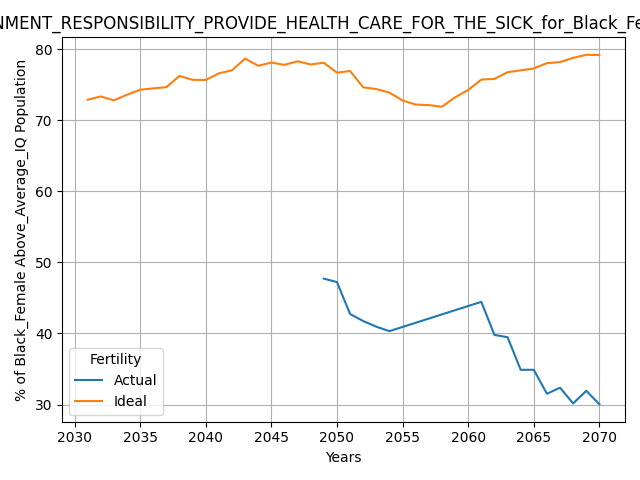 NMENT_RESPONSIBILITY_PROVIDE_HEALTH_CARE_FOR_THE_SICK_for_Black_Fe
% of Black_Female Above_Average_IQ Population
80
70
60
50
40
30
Fertility
Actual
Ideal
2030 2035 2040 2045 2050 2055 2060 2065 2070
Years